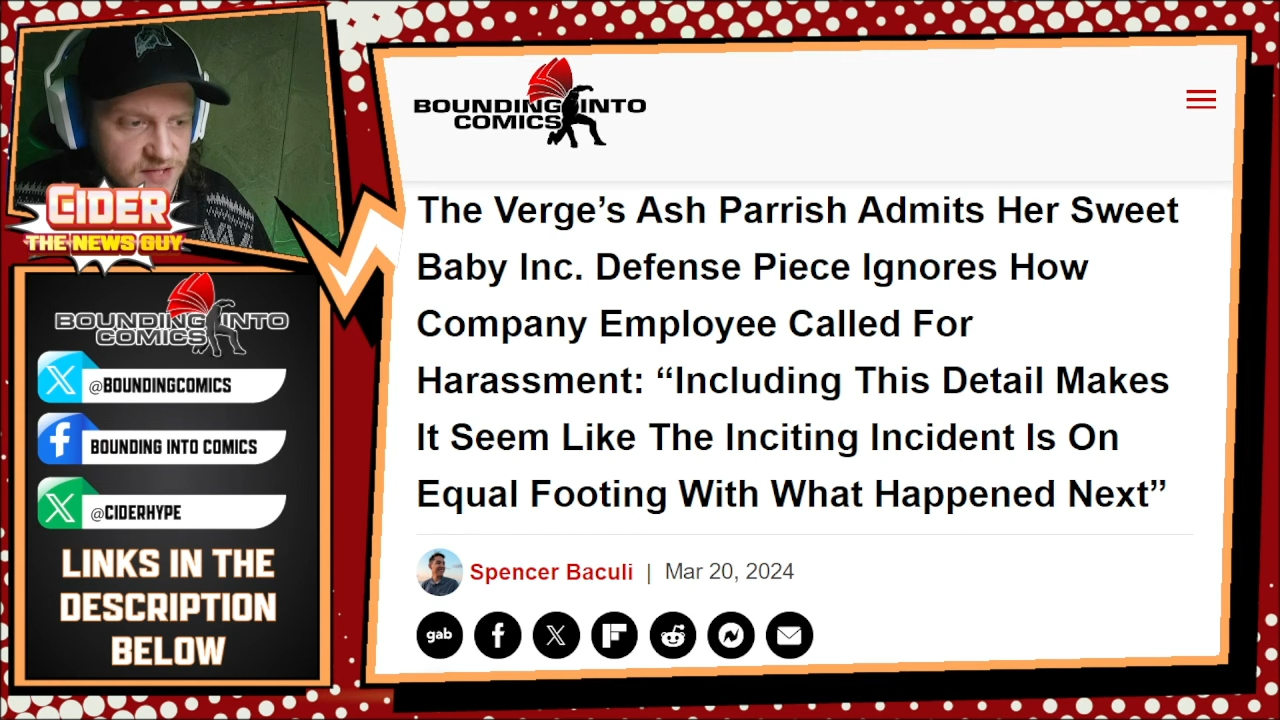 CIDER
THE NEWS GUY
BOUNDING INTO
COMICS
@BOUNDINGCOMICS
BOUNDING INTO COMICS
@CIDERHYPE
LINKS IN THE
DESCRIPTION
BELOW
BOUNDING INTO
COMICS
The Verge’s Ash Parrish Admits Her Sweet
Baby Inc. Defense Piece Ignores How
Company Employee Called For
Harassment: “Including This Detail Makes
It Seem Like The Inciting Incident Is On
Equal Footing With What Happened Next”
Spencer Baculi | Mar 20, 2024
gab